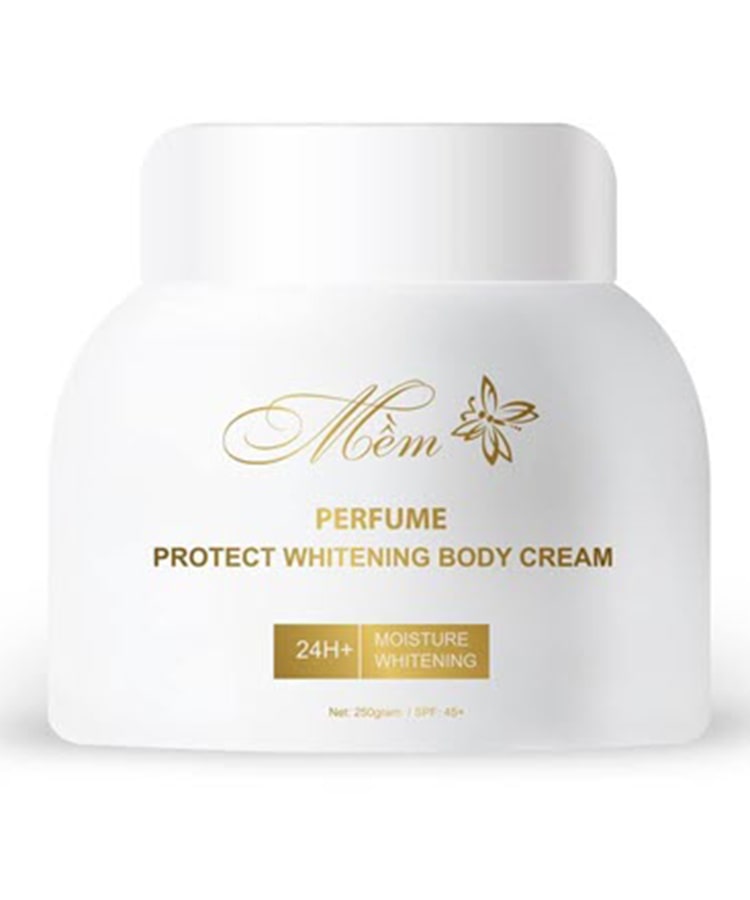 Mềm
PERFUME
PROTECT WHITENING BODY CREAM
24H+
MOISTURE
WHITENING
Net: 250gram / SPF: 45+